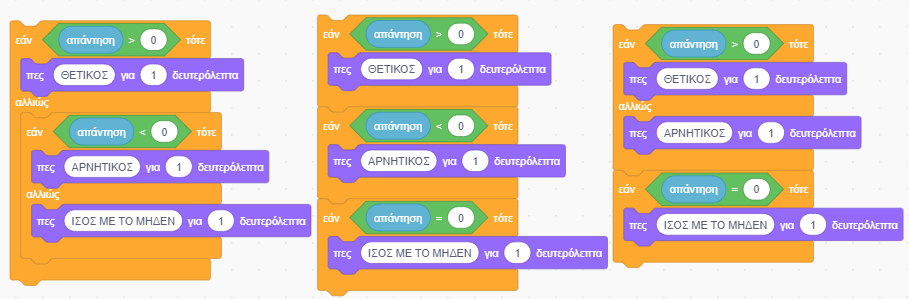 εάν απάντηση > 0 τότε
πες ΘΕΤΙΚΟΣ για 1 δευτερόλεπτα
αλλιώς
εάν απάντηση < 0 τότε
πες ΑΡΝΗΤΙΚΟΣ για 1 δευτερόλεπτα
αλλιώς
πες ΙΣΟΣ ΜΕ ΤΟ ΜΗΔΕΝ για 1 δευτερόλεπτα
εάν απάντηση > 0 τότε
πες ΘΕΤΙΚΟΣ για 1 δευτερόλεπτα
εάν απάντηση < 0 τότε
πες ΑΡΝΗΤΙΚΟΣ για 1 δευτερόλεπτα
εάν απάντηση = 0 τότε
πες ΙΣΟΣ ΜΕ ΤΟ ΜΗΔΕΝ για 1 δευτερόλεπτα
εάν απάντηση > 0 τότε
πες ΘΕΤΙΚΟΣ για 1 δευτερόλεπτα
αλλιώς
πες ΑΡΝΗΤΙΚΟΣ για 1 δευτερόλεπτα
εάν απάντηση = 0 τότε
πες ΙΣΟΣ ΜΕ ΤΟ ΜΗΔΕΝ για 1 δευτερόλεπτα